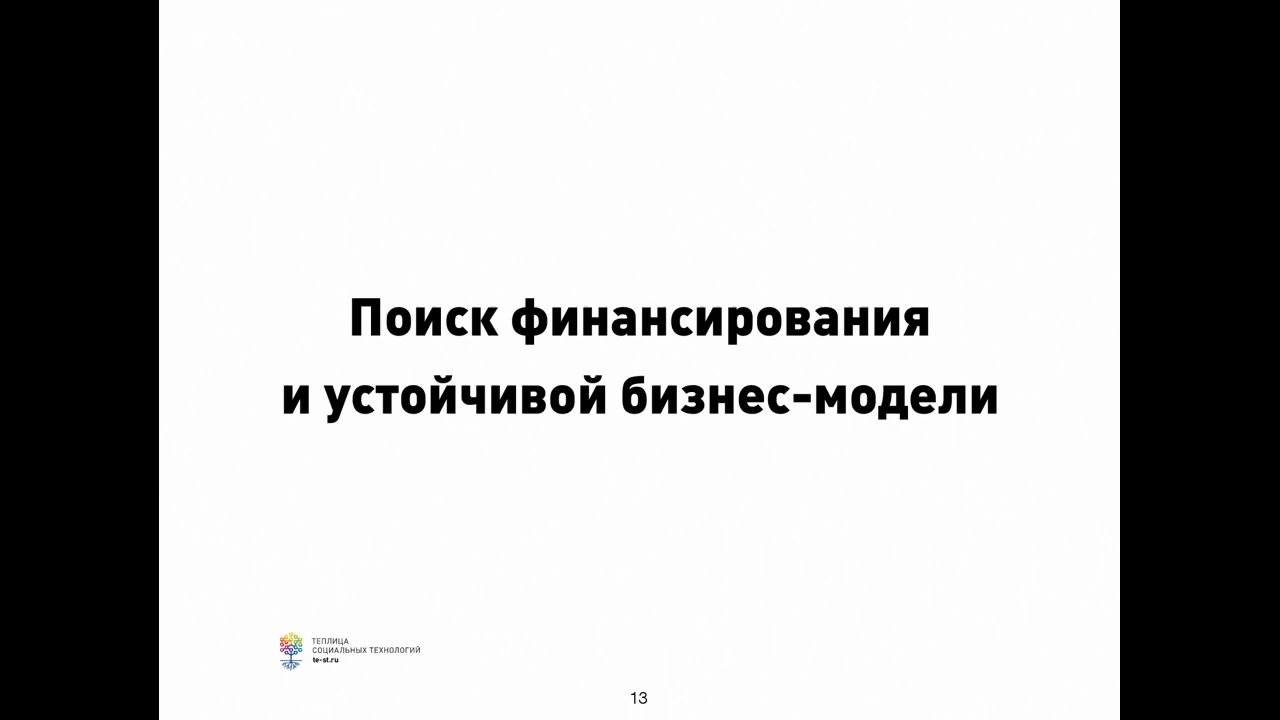 Поиск финансирования
и устойчивой бизнес-модели
ТЕПЛИЦА
СОЦИАЛЬНЫХ ТЕХНОЛОГИЙ
te-st.ru
13